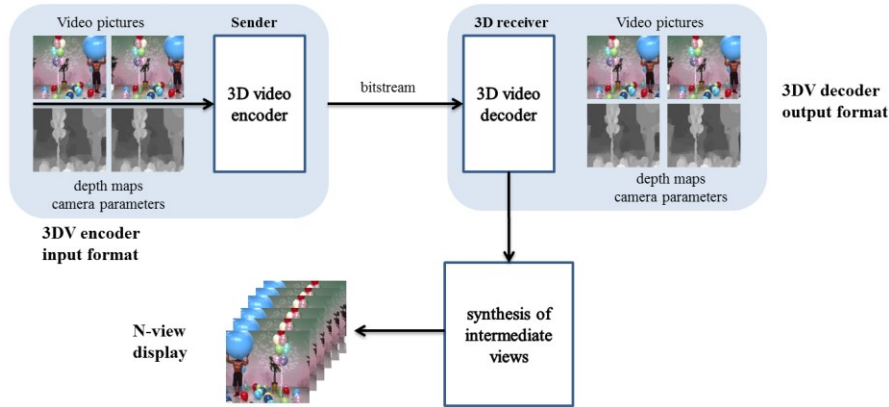 Video pictures
Sender
3D video
encoder
depth maps
camera parameters
3DV encoder
input format
bitstream
3D receiver
3D video
decoder
Video pictures
depth maps
camera parameters
3DV decoder
output format
synthesis of
intermediate
views
N-view
display